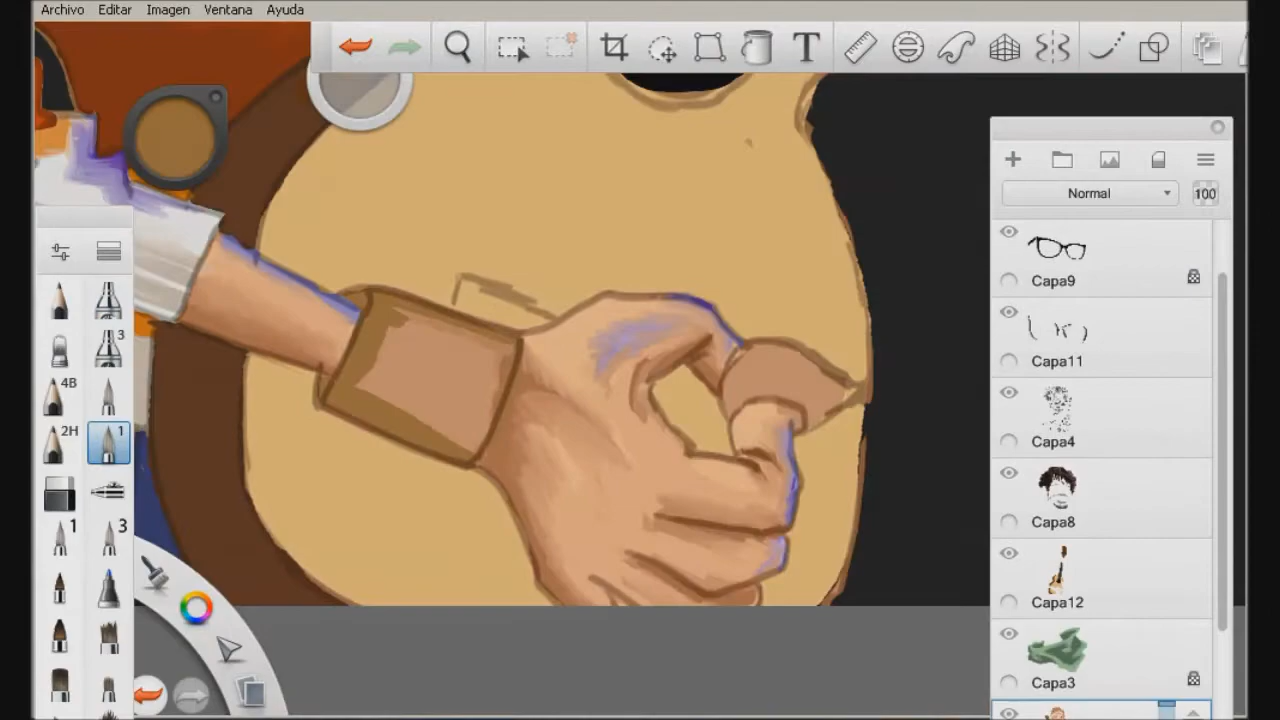 Archivo Editar Imagen Ventana Ayuda
T
Normal 100
Capa9
3
Capa11
4B
Capa4
2H 1
Capa8
1 3
Capa12
Capa3